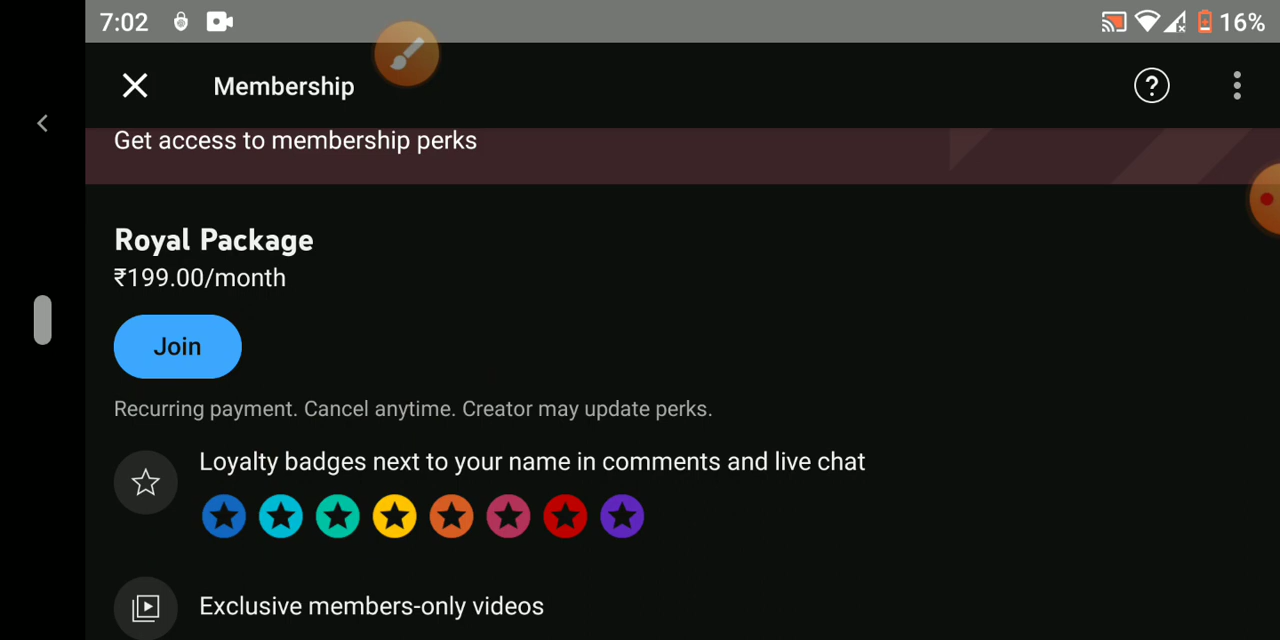 7:02
16%
Membership
Get access to membership perks
Royal Package
₹199.00/month
Join
Recurring payment. Cancel anytime. Creator may update perks.
Loyalty badges next to your name in comments and live chat
Exclusive members-only videos